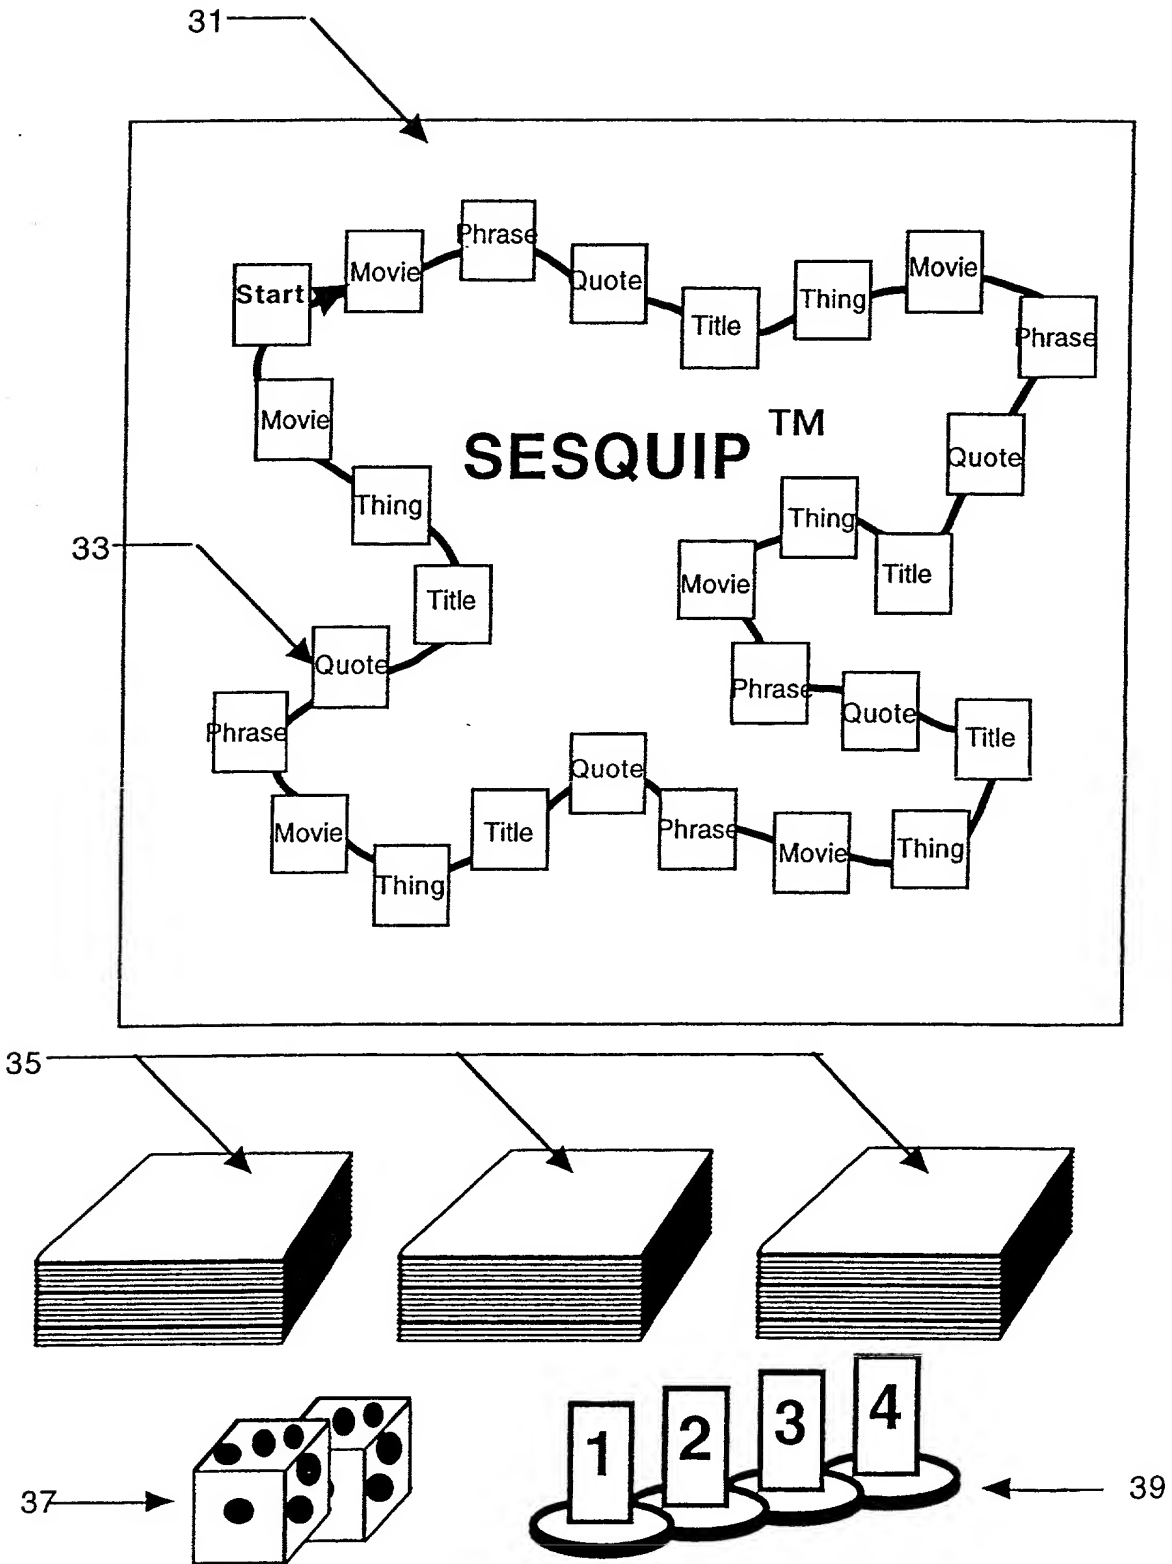 31
Start
Movie
Phrase
Quote
Title
Thing
Movie
Phrase
Quote
Title
Thing
Movie
Phrase
Quote
Title
Thing
Movie
Phrase
Quote
Title
Thing
Movie
Phrase
Quote
Title
Thing
Movie
SESQUIP TM
33
35
37
1
2
3
4
39